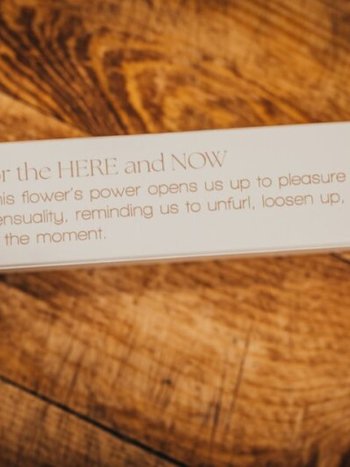 r the HERE and NOW
his flower's power opens us up to pleasure
ensuality, reminding us to unfurl, loosen up,
the moment.